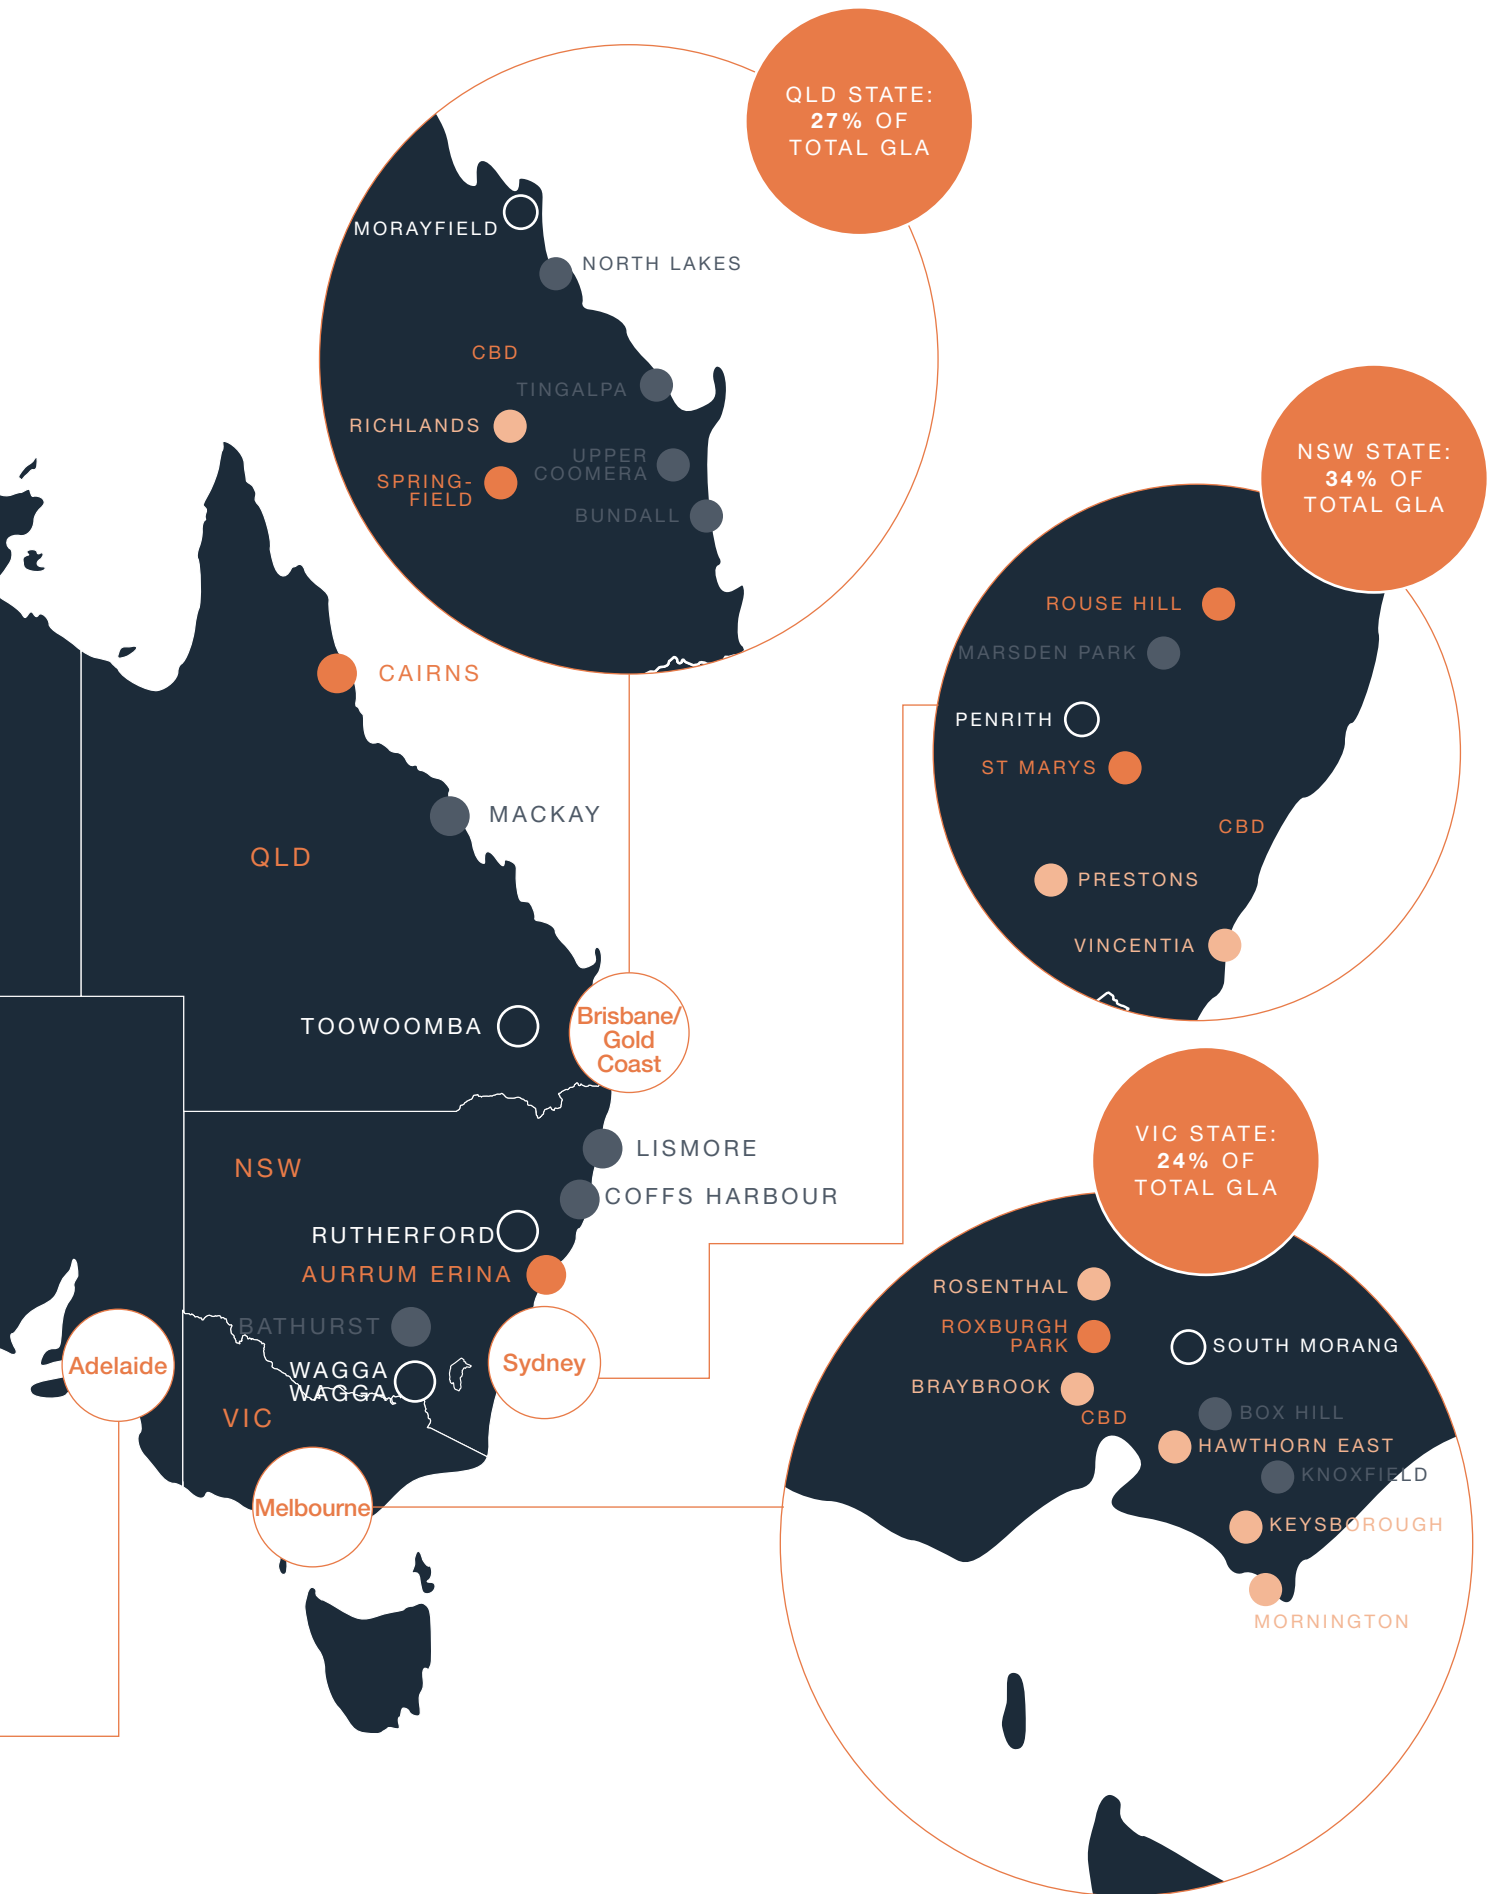 QLD STATE:
27% OF
TOTAL GLA
MORAYFIELD
NORTH LAKES
CBD
TINGALPA
RICHLANDS
UPPER
COOMERA
SPRING-
FIELD
BUNDALL
NSW STATE:
34% OF
TOTAL GLA
ROUSE HILL
MARSDEN PARK
PENRITH
ST MARYS
CBD
PRESTONS
VINCENTIA
CAIRNS
MACKAY
QLD
TOOWOOMBA
Brisbane/
Gold
Coast
LISMORE
NSW
COFFS HARBOUR
RUTHERFORD
AURRUM ERINA
BATHURST
WAGGA
WAGGA
Adelaide
Sydney
VIC
Melbourne
VIC STATE:
24% OF
TOTAL GLA
ROSENTHAL
ROXBURGH
PARK
SOUTH MORANG
BRAYBROOK
CBD
BOX HILL
HAWTHORN EAST
KNOXFIELD
KEYSBOROUGH
MORNINGTON